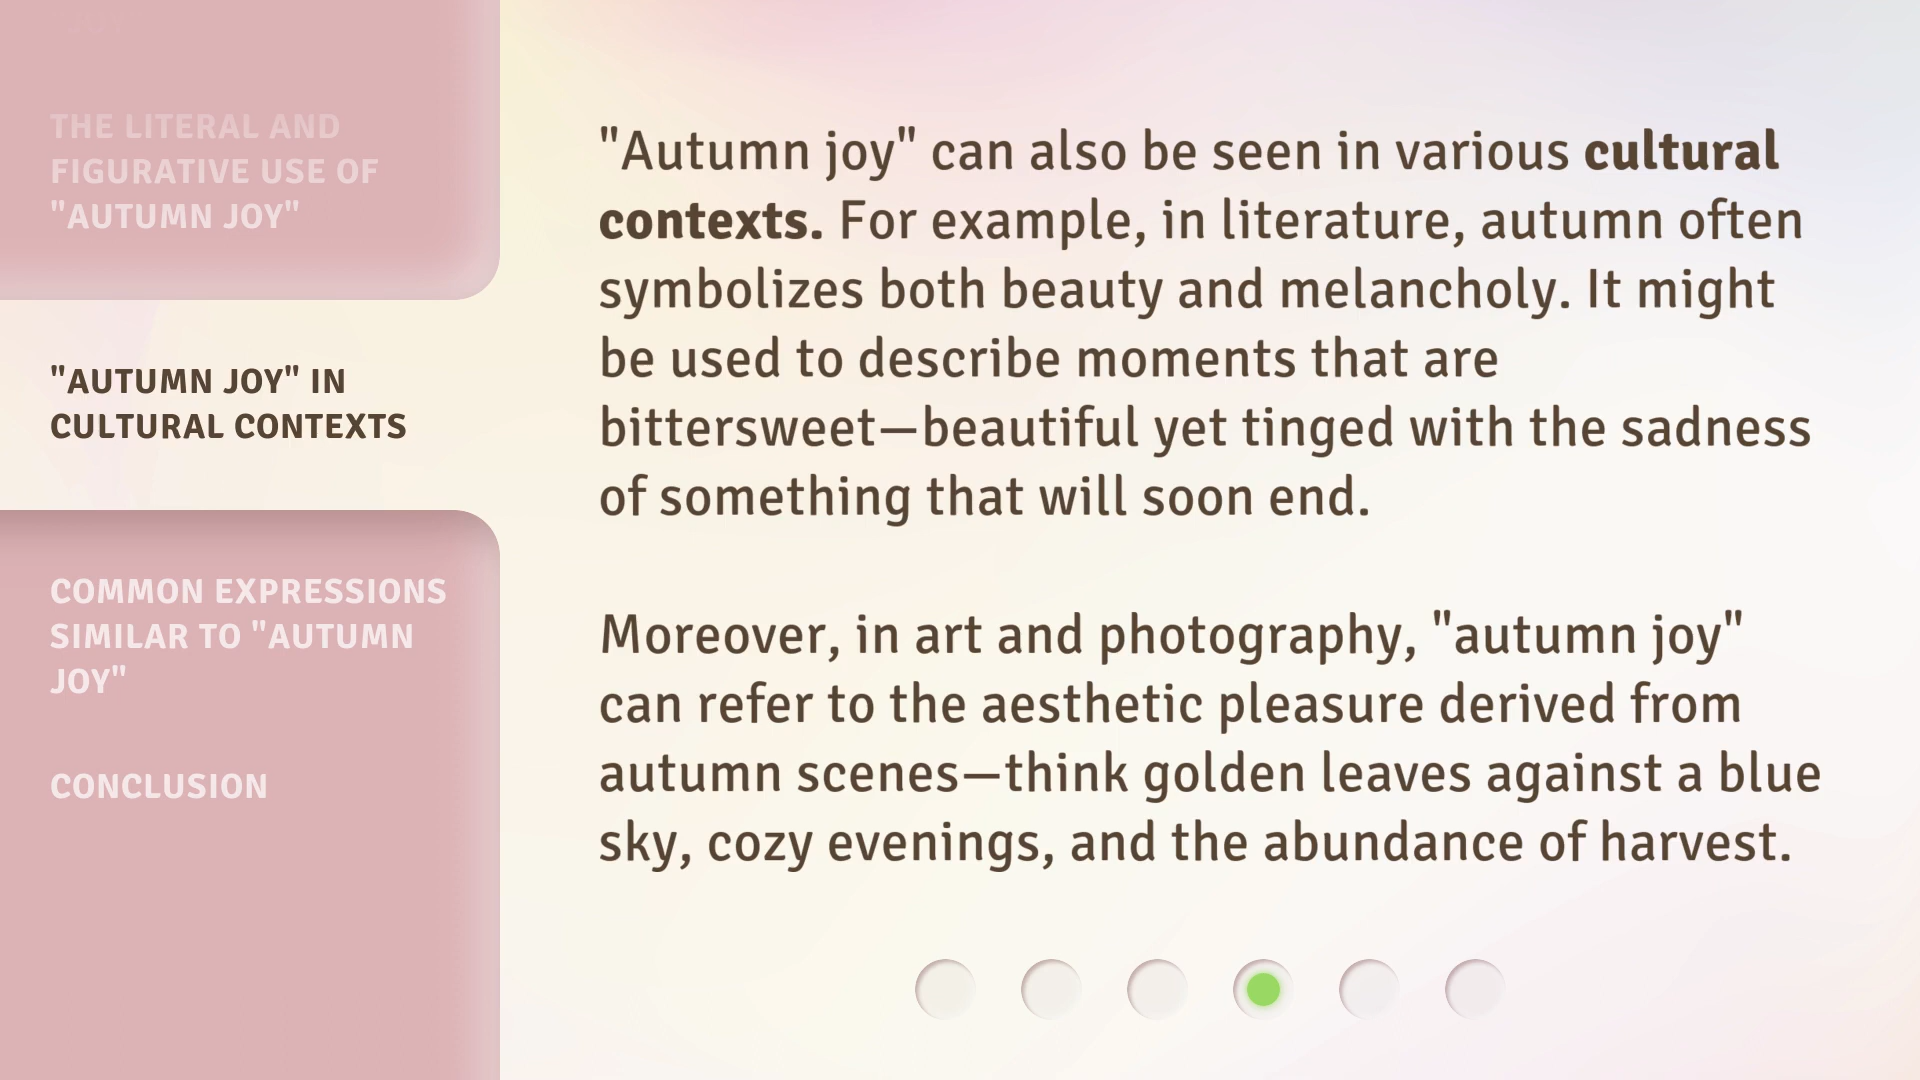 JOY"
THE LITERAL AND
FIGURATIVE USE OF
"AUTUMN JOY"
"AUTUMN JOY" IN
CULTURAL CONTEXTS
COMMON EXPRESSIONS
SIMILAR TO "AUTUMN
JOY"
CONCLUSION
"Autumn joy" can also be seen in various cultural
contexts. For example, in literature, autumn often
symbolizes both beauty and melancholy. It might
be used to describe moments that are
bittersweet—beautiful yet tinged with the sadness
of something that will soon end.
Moreover, in art and photography, "autumn joy"
can refer to the aesthetic pleasure derived from
autumn scenes—think golden leaves against a blue
sky, cozy evenings, and the abundance of harvest.